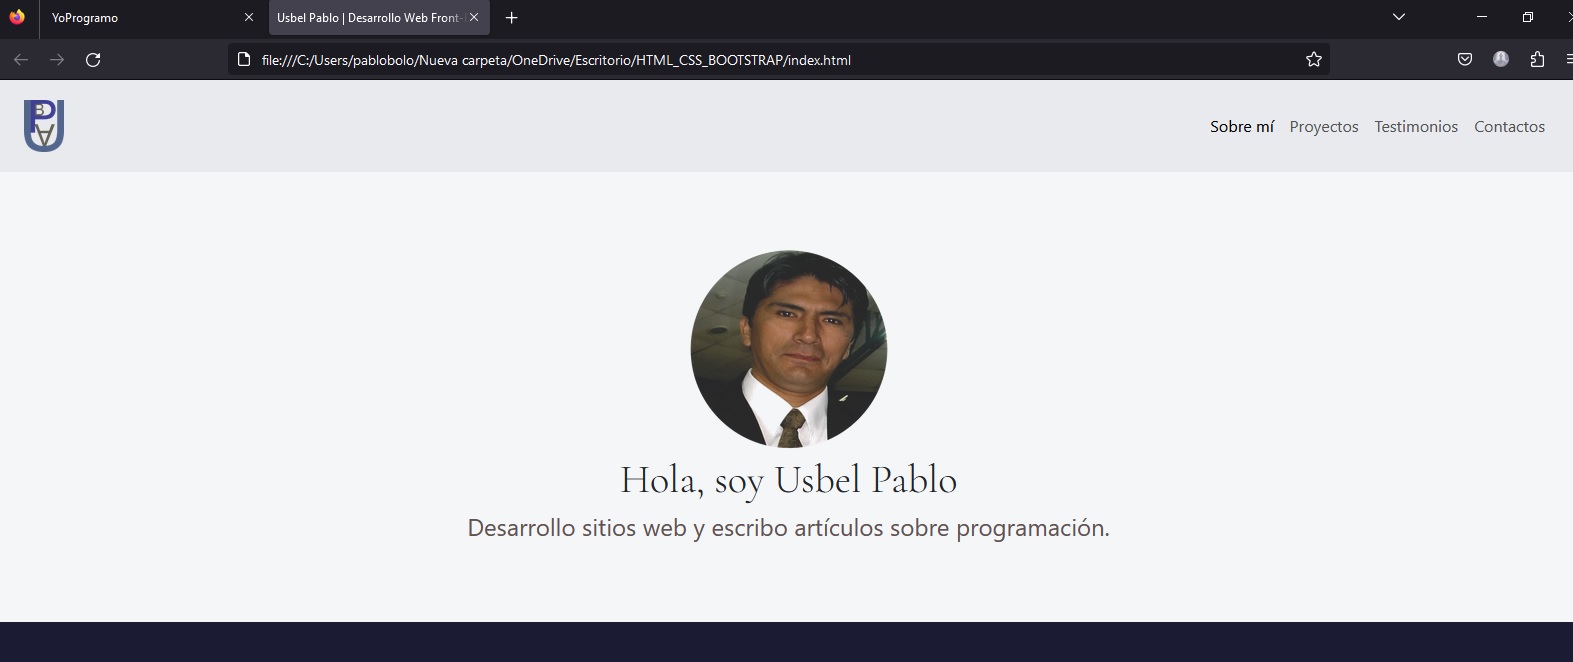 YoProgramo
Usbel Pablo | Desarrollo Web Front-
file:///C:/Users/pablobolo/Nueva carpeta/OneDrive/Escritorio/HTML_CSS_BOOTSTRAP/index.html
UPBA
Sobre mí Proyectos Testimonios Contactos
Hola, soy Usbel Pablo
Desarrollo sitios web y escribo artículos sobre programación.